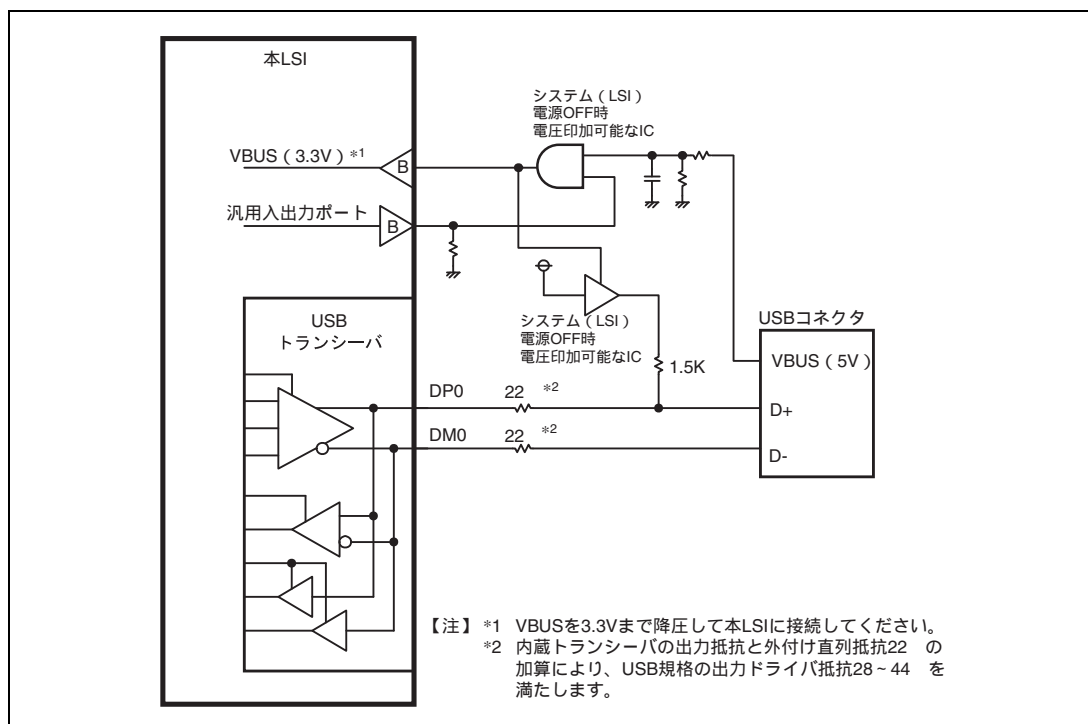 本LSI
システム（LSI）
電源OFF時
電圧印加可能なIC
VBUS（3.3V）*1
B
汎用入出力ポート
B
USB
トランシーバ
システム（LSI）
電源OFF時
電圧印加可能なIC
1.5K
USBコネクタ
VBUS（5V）
DP0
22 *2
D+
DM0
22 *2
D-
【注】 *1 VBUSを3.3Vまで降圧して本LSIに接続してください。
*2 内蔵トランシーバの出力抵抗と外付け直列抵抗22 の
加算により、USB規格の出力ドライバ抵抗28~44 を
満たします。